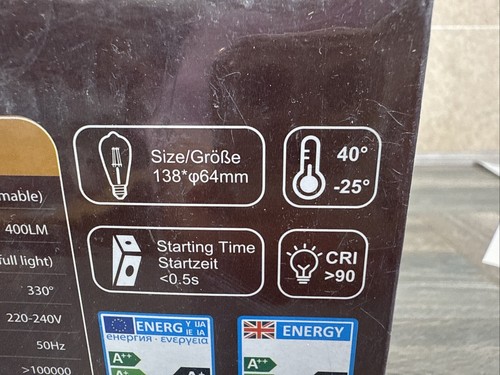 mable)
400LM
full light)
330°
220-240V
50Hz
>100000
Size/Größe
138*φ64mm
40°
-25°
Starting Time
Startzeit
<0.5s
CRI
>90
ENERG Y UA
IE IA
енергия · ενεργεια
A++
A+
ENERGY
A++